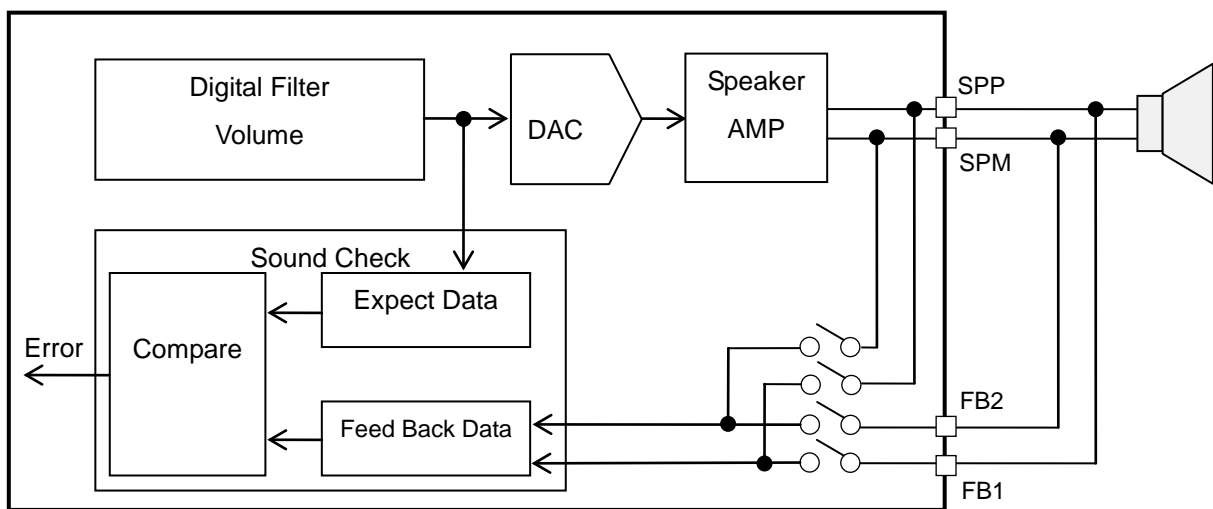 Digital Filter
Volume
DAC
Speaker
AMP
SPP
SPM
Sound Check
Expect Data
Compare
Error
Feed Back Data
FB2
FB1